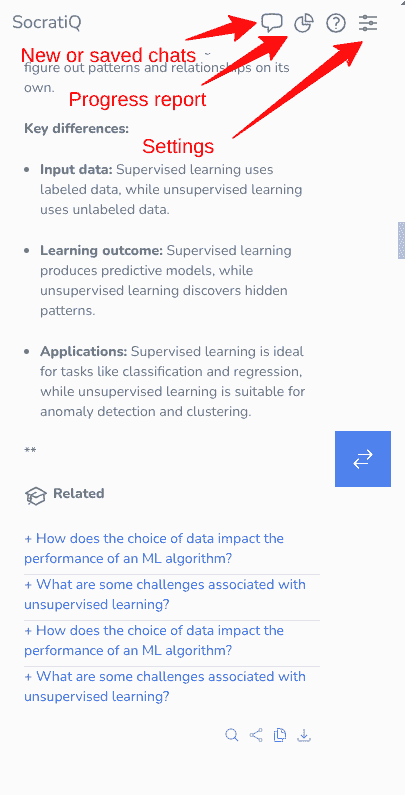 SocratiQ
New or saved chats
figure out patterns and relationships on its
own.
Progress report
Key differences:
Settings
Input data: Supervised learning uses
labeled data, while unsupervised learning
uses unlabeled data.
Learning outcome: Supervised learning
produces predictive models, while
unsupervised learning discovers hidden
patterns.
Applications: Supervised learning is ideal
for tasks like classification and regression,
while unsupervised learning is suitable for
anomaly detection and clustering.
**
Related
+ How does the choice of data impact the
performance of an ML algorithm?
+ What are some challenges associated with
unsupervised learning?
+ How does the choice of data impact the
performance of an ML algorithm?
+ What are some challenges associated with
unsupervised learning?